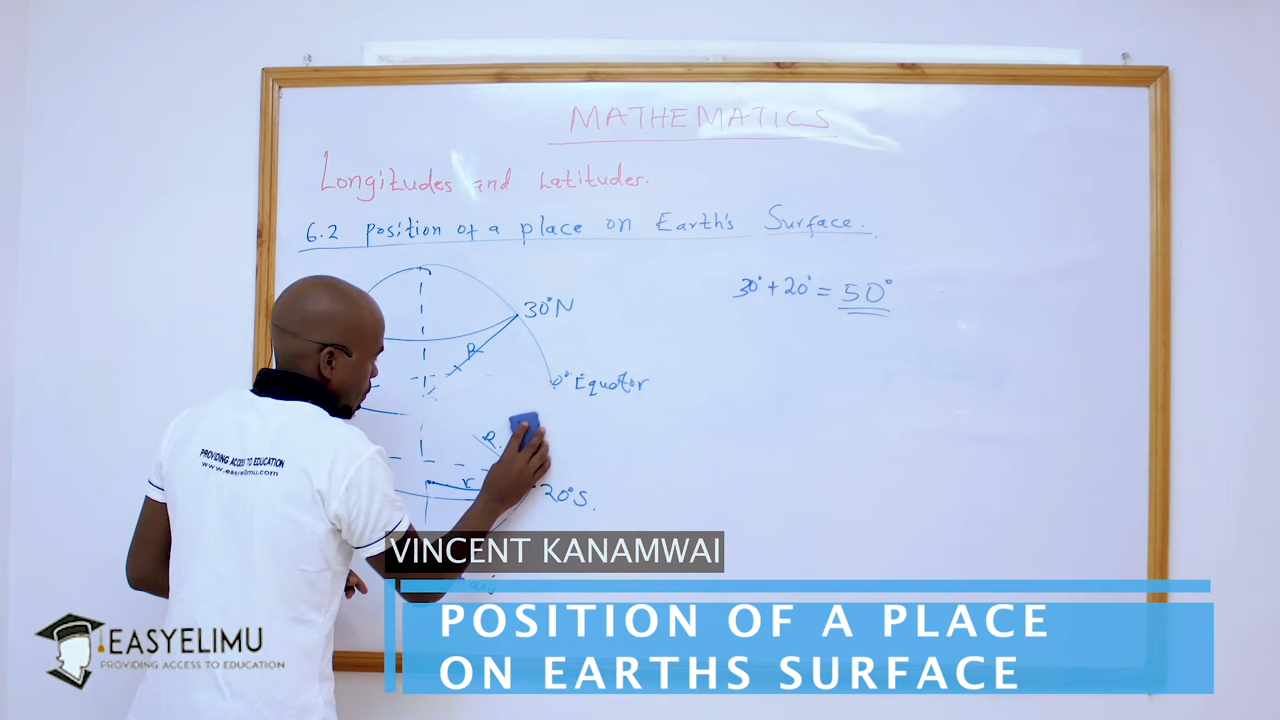 MATHEMATICS
Longitudes and Latitudes.
6.2 position of a place on Earth's Surface.
30°+20°=50°
30°N
R
0° Equator
R.
r
20°S.
PROVIDING ACCESS TO EDUCATION
www.easyelimu.com
VINCENT KANAMWAI
POSITION OF A PLACE
ON EARTHS SURFACE
EASYELIMU
PROVIDING ACCESS TO EDUCATION